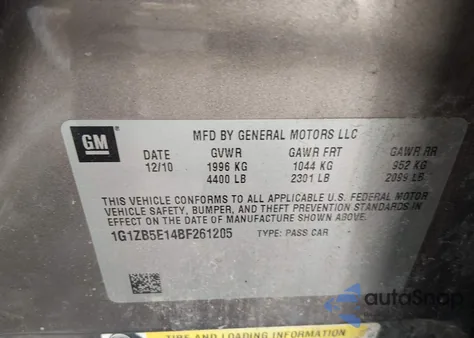 GM
MFD BY GENERAL MOTORS LLC
DATE GVWR GAWR FRT GAWR RR
12/10 1996 KG 1044 KG 952 KG
4400 LB 2301 LB 2099 LB
THIS VEHICLE CONFORMS TO ALL APPLICABLE U.S. FEDERAL MOTOR
VEHICLE SAFETY, BUMPER, AND THEFT PREVENTION STANDARDS IN
EFFECT ON THE DATE OF MANUFACTURE SHOWN ABOVE.
1G1ZB5E14BF261205 TYPE: PASS CAR
autoSnap
TIRE AND LOADING INFORMATION